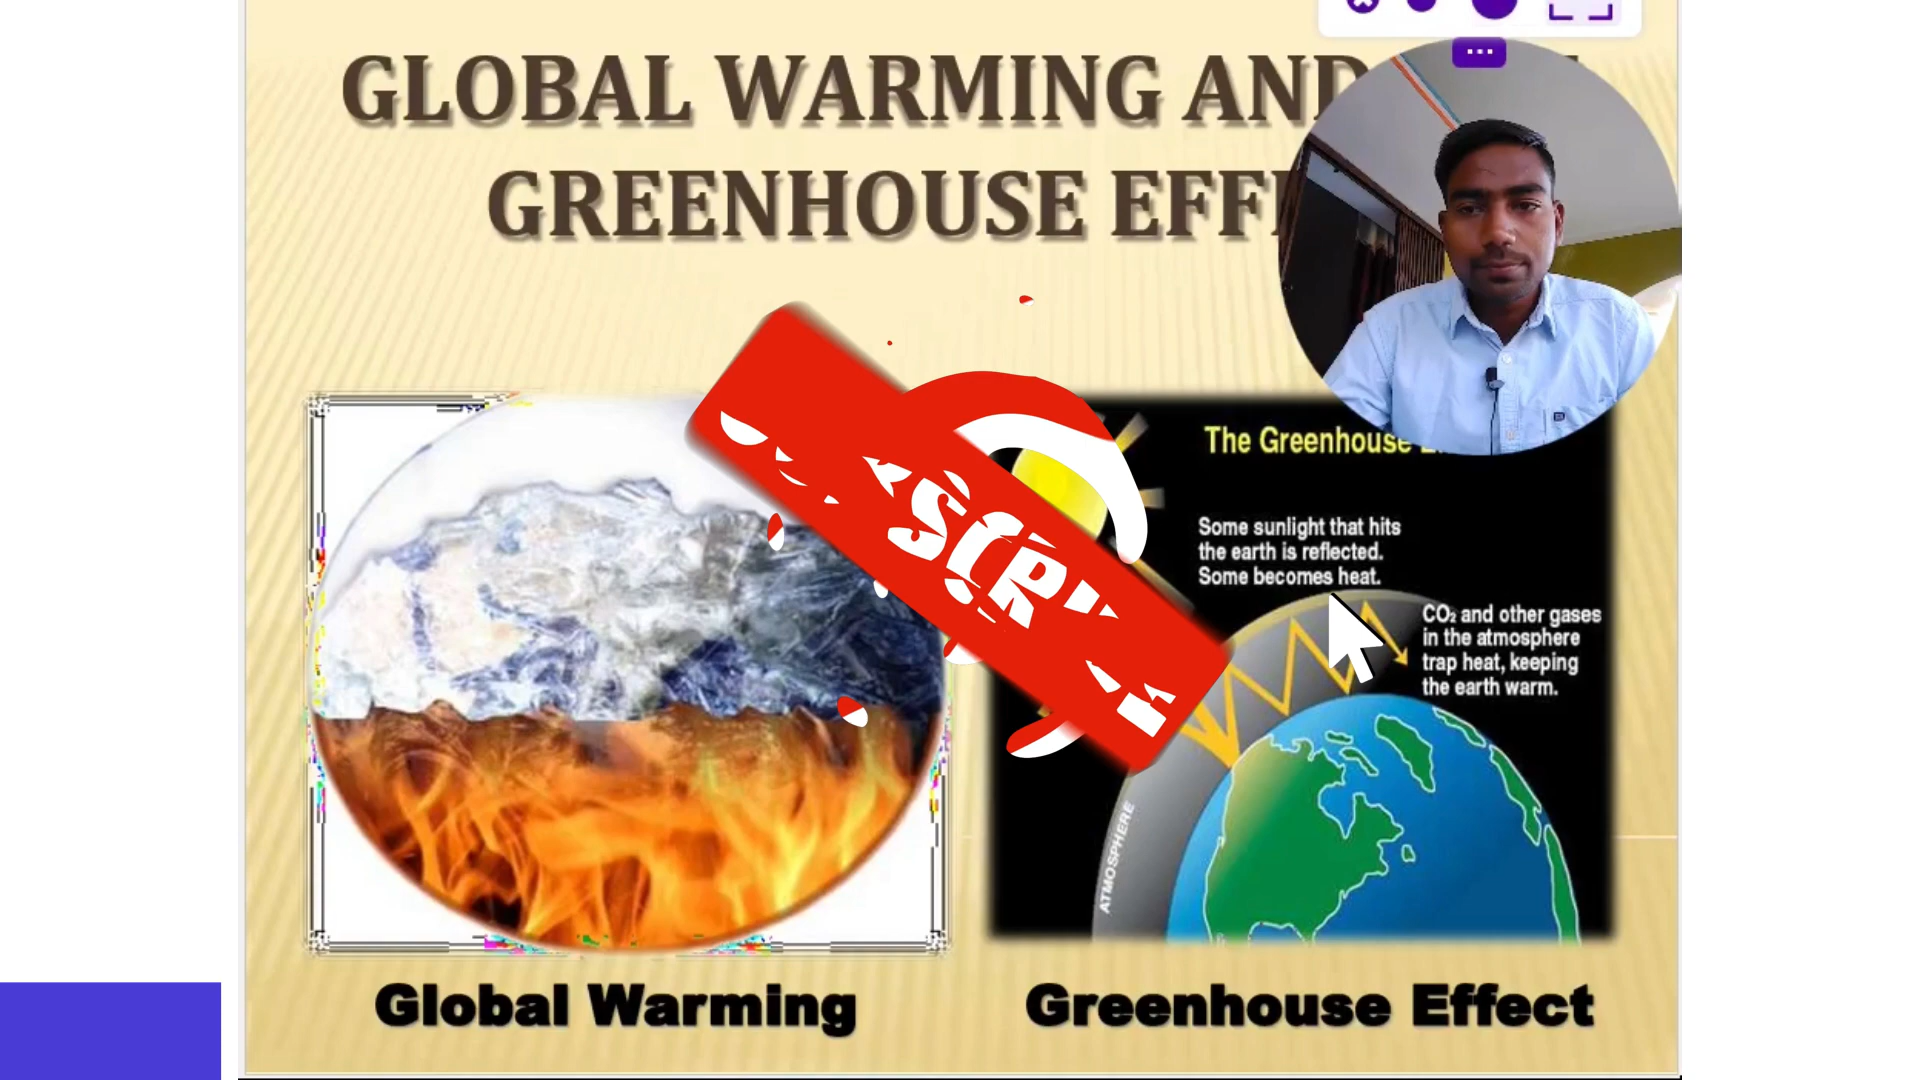 GLOBAL WARMING AND
GREENHOUSE
The Greenhouse
Some sunlight that hits
the earth is reflected.
Some becomes heat.
CO₂ and other gases
in the atmosphere
trap heat, keeping
the earth warm.
ATMOSPHERE
Global Warming
Greenhouse Effect